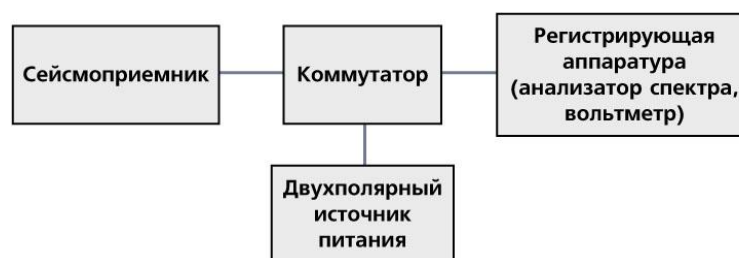 Сейсмоприемник
Коммутатор
Регистрирующая
аппаратура
(анализатор спектра,
вольтметр)
Двухполярный
источник
питания